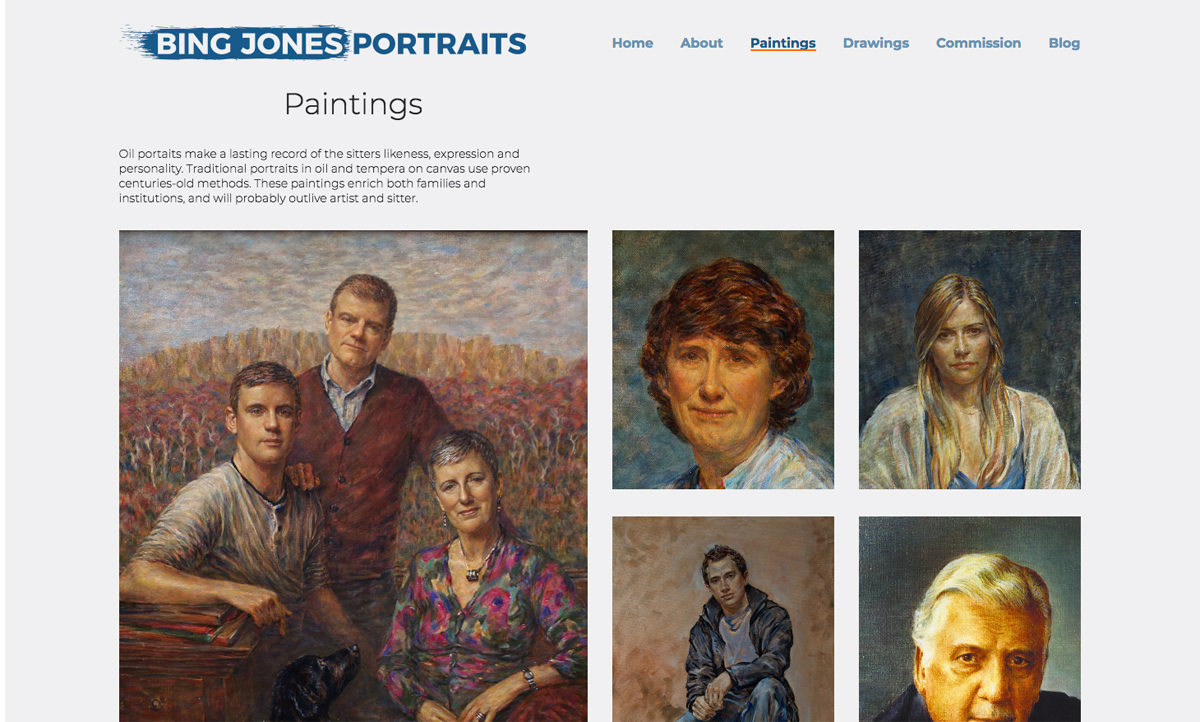 BING JONES PORTRAITS
Home About Paintings Drawings Commission Blog
Paintings
Oil portaits make a lasting record of the sitters likeness, expression and
personality. Traditional portraits in oil and tempera on canvas use proven
centuries-old methods. These paintings enrich both families and
institutions, and will probably outlive artist and sitter.